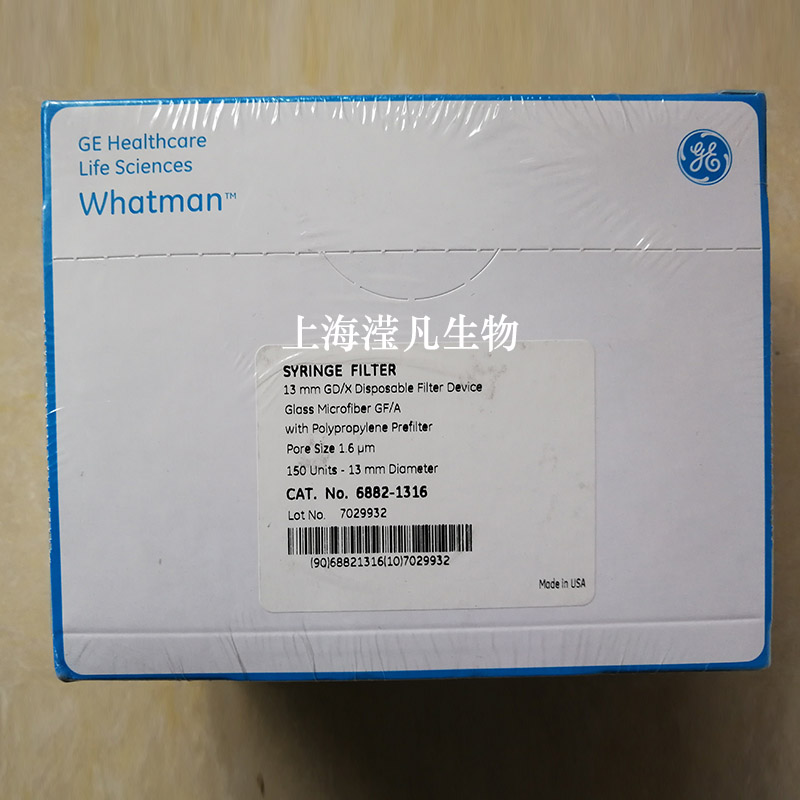 GE Healthcare
Life Sciences
Whatman™
GE
上海滢凡生物
SYRINGE FILTER
13 mm GD/X Disposable Filter Device
Glass Microfiber GF/A
with Polypropylene Prefilter
Pore Size 1.6 µm
150 Units - 13 mm Diameter
CAT. No. 6882-1316
Lot No. 7029932
(90)68821316(10)7029932
Made in USA